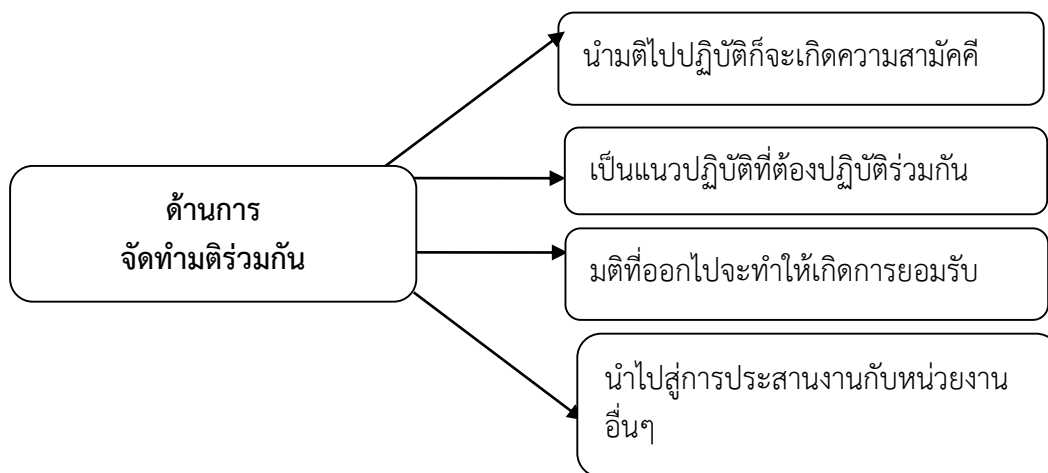 นำมติไปปฏิบัติก็จะเกิดความสามัคคี
เป็นแนวปฏิบัติที่ต้องปฏิบัติร่วมกัน
ด้านการ
จัดทำมติร่วมกัน
มติที่ออกไปจะทำให้เกิดการยอมรับ
นำไปสู่การประสานงานกับหน่วยงาน
อื่นๆ